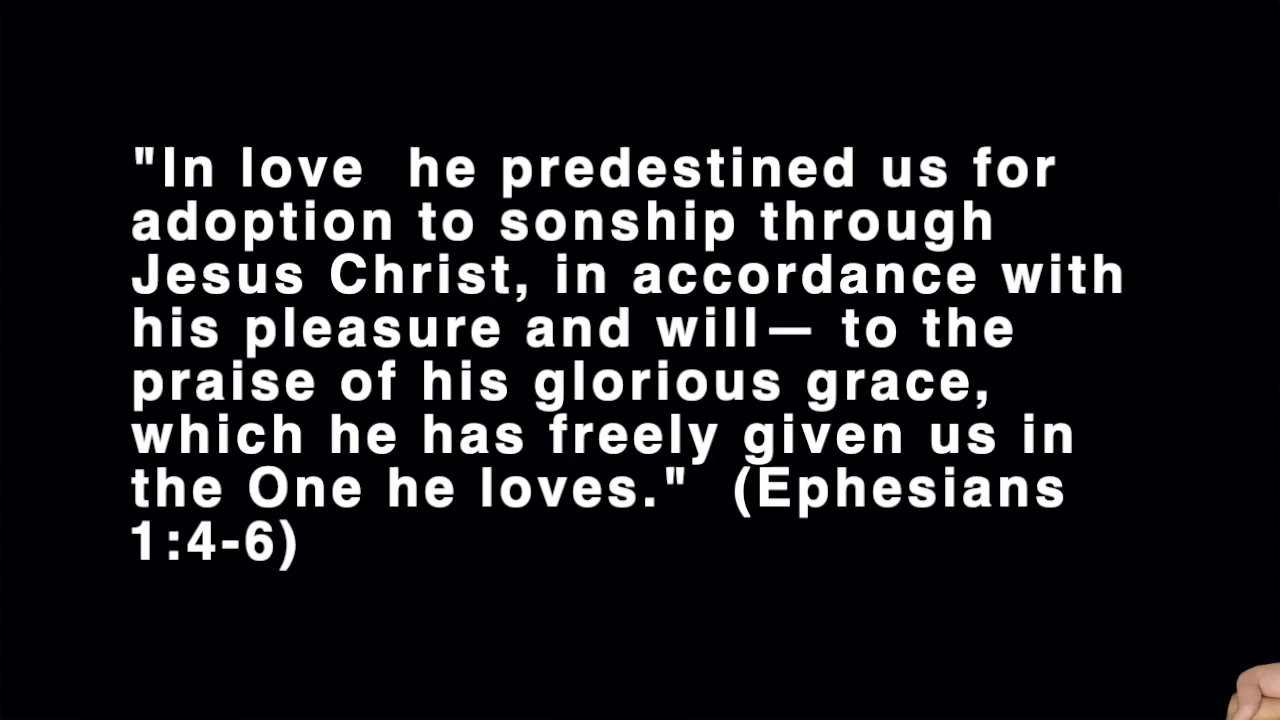 "In love  he predestined us for
adoption to sonship through
Jesus Christ, in accordance with
his pleasure and will— to the
praise of his glorious grace,
which he has freely given us in
the One he loves."  (Ephesians
1:4-6)